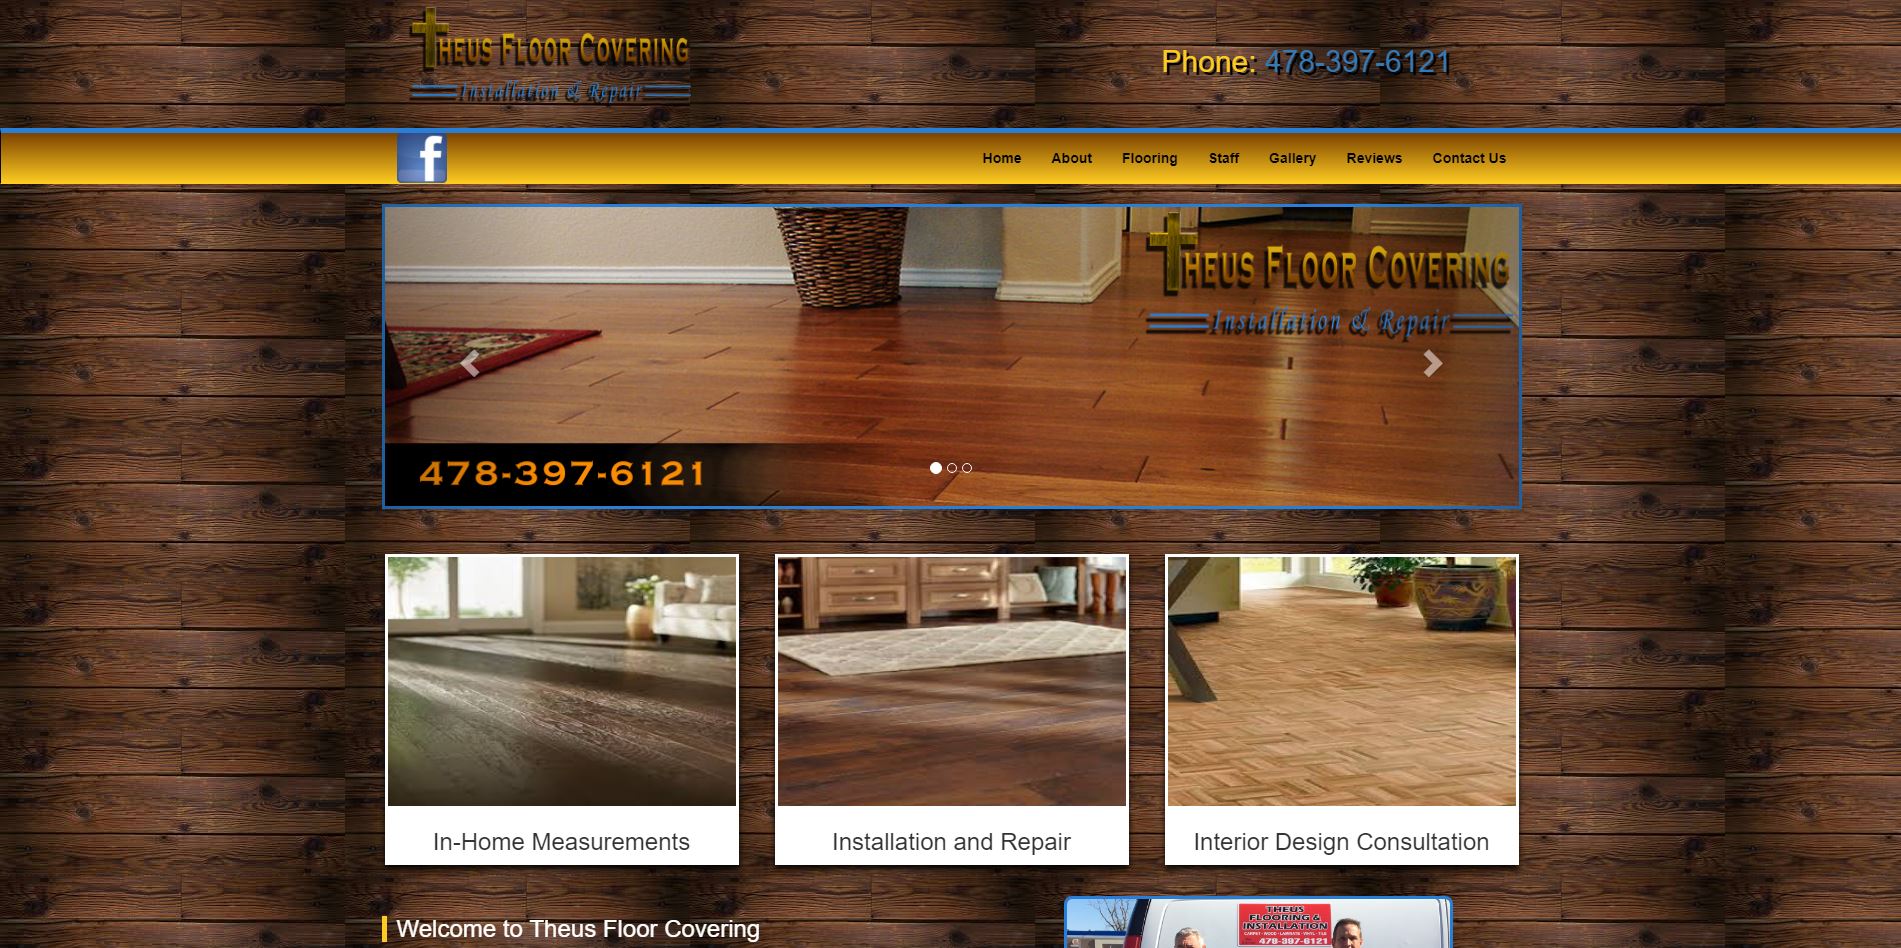 THEUS FLOOR COVERING
Installation & Repair
Phone: 478-397-6121
f
Home About Flooring Staff Gallery Reviews Contact Us
THEUS FLOOR COVERING
Installation & Repair
478-397-6121
In-Home Measurements
Installation and Repair
Interior Design Consultation
Welcome to Theus Floor Covering
THEUS
FLOORING &
INSTALLATION
CARPET • WOOD • LAMINATE • VINYL • TILE
478-397-6121